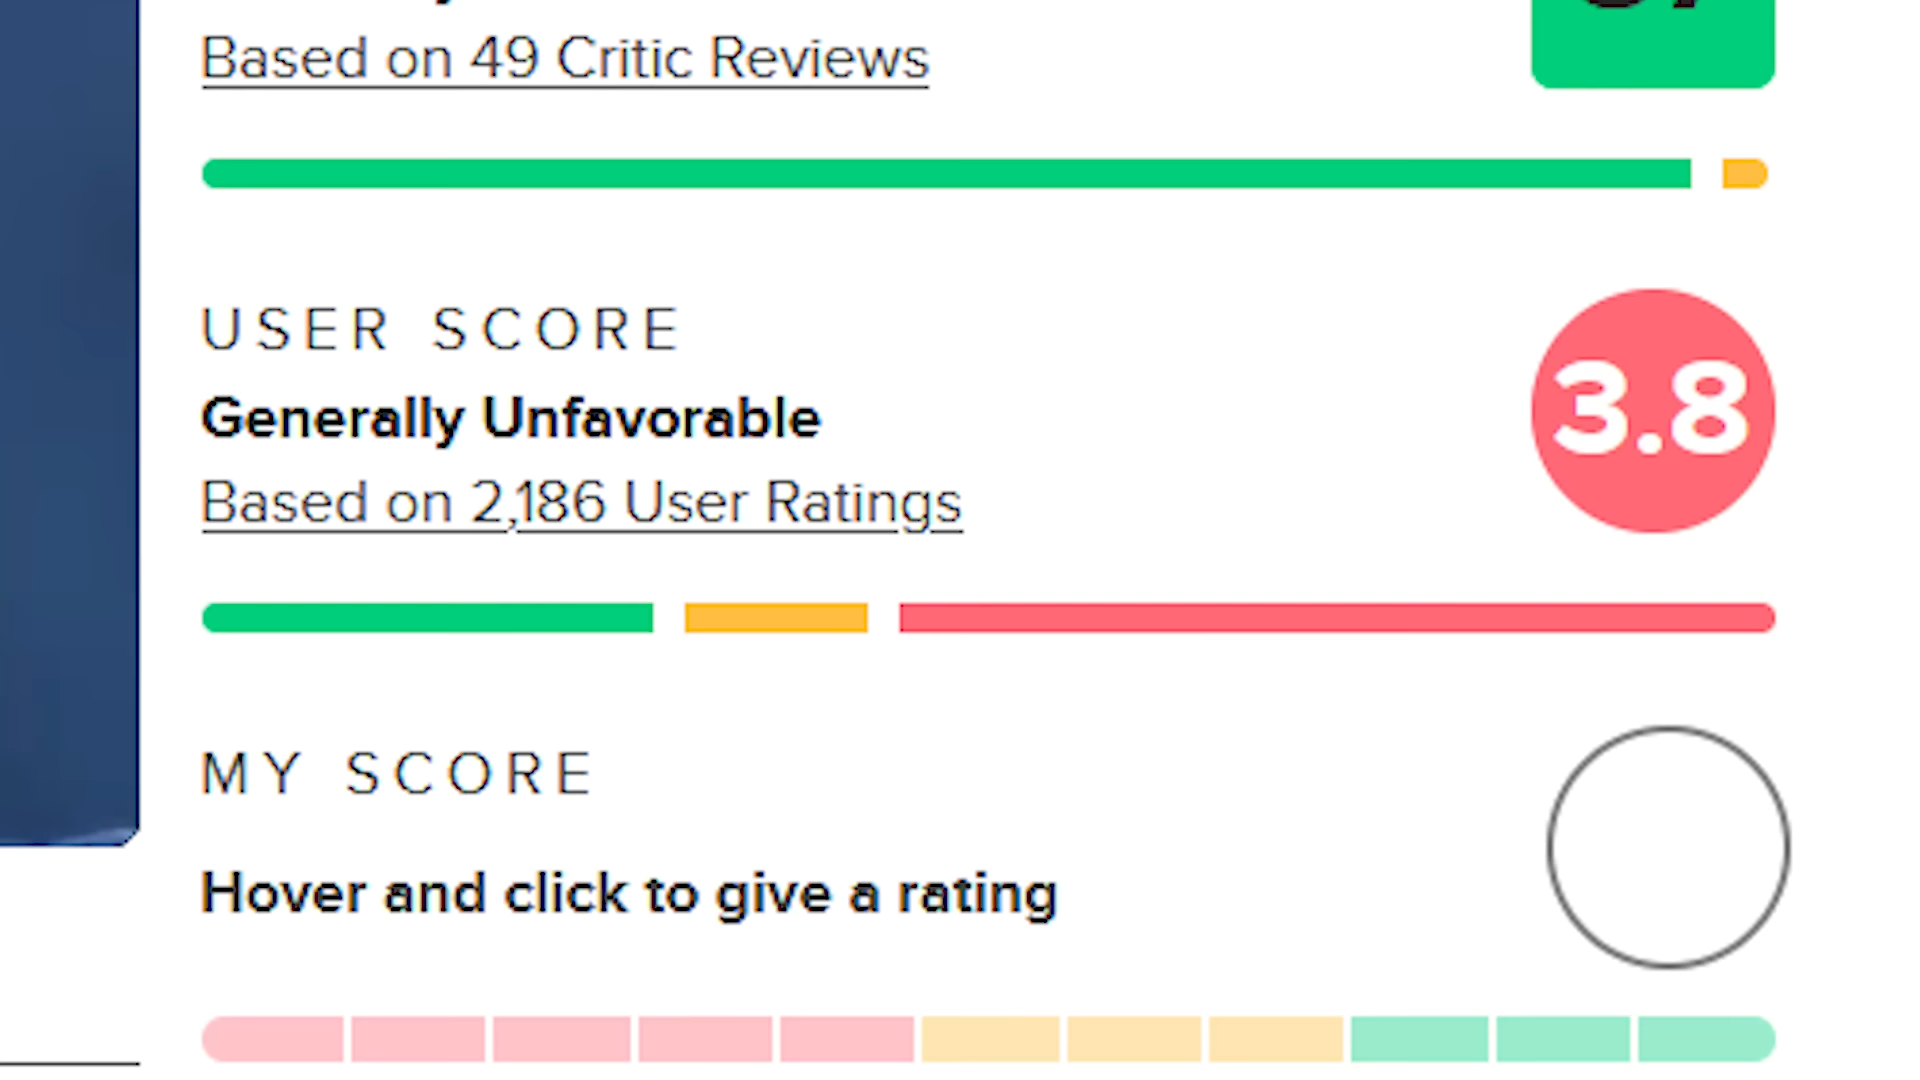 Based on 49 Critic Reviews
USER SCORE
Generally Unfavorable
3.8
Based on 2,186 User Ratings
MY SCORE
Hover and click to give a rating